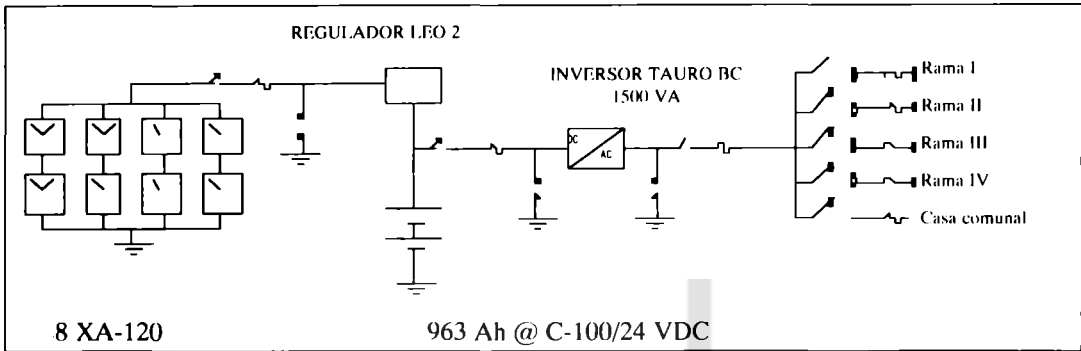 REGULADOR LEO 2
INVERSOR TAURO BC
1500 VA
DC
AC
Rama I
Rama II
Rama III
Rama IV
Casa comunal
8 XA-120
963 Ah @ C-100/24 VDC